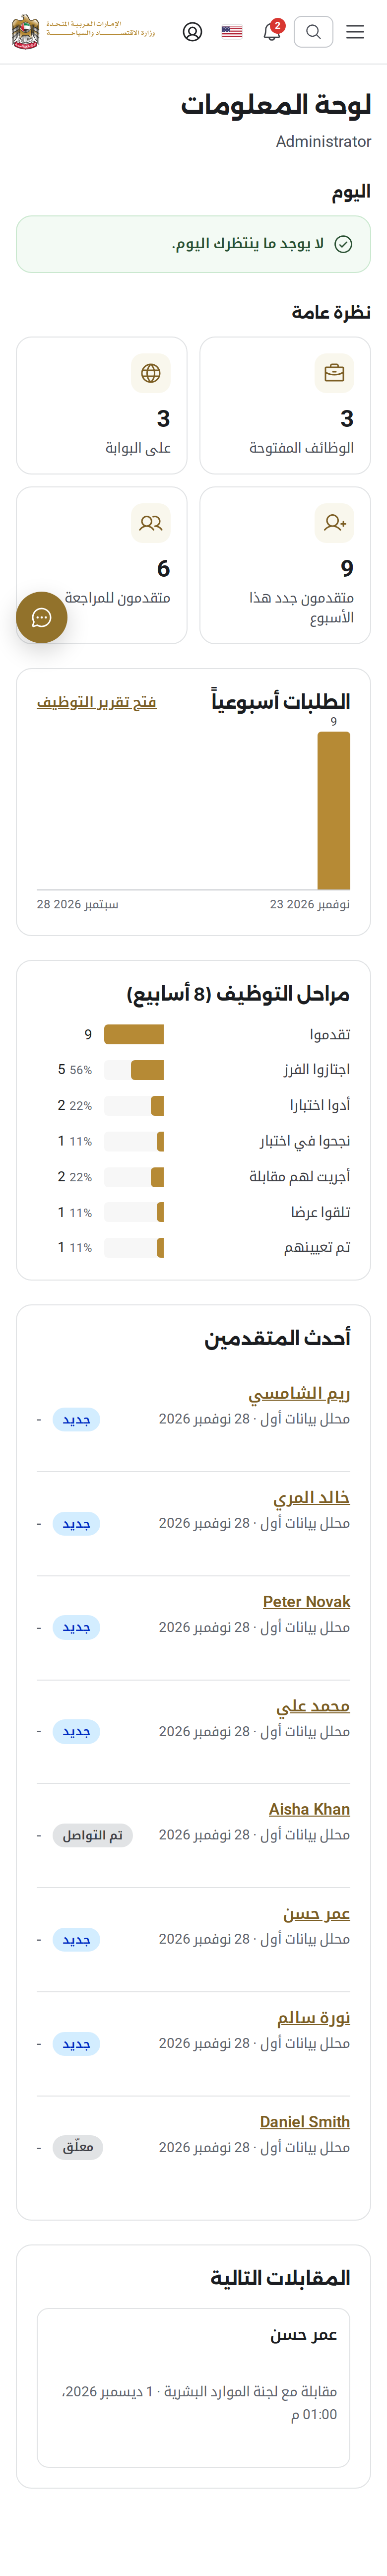 الإمارات العربية المتحدة
وزارة الاقتصاد والسياحة
2
لوحة المعلومات
Administrator
اليوم
لا يوجد ما ينتظرك اليوم.
نظرة عامة
3
الوظائف المفتوحة
3
على البوابة
9
متقدمون جدد هذا
الأسبوع
6
متقدمون للمراجعة
الطلبات أسبوعياً
فتح تقرير التوظيف
9
نوفمبر 2026 23
سبتمبر 2026 28
مراحل التوظيف (8 أسابيع)
تقدموا 9
اجتازوا الفرز 56% 5
أدوا اختبارا 22% 2
نجحوا في اختبار 11% 1
أجريت لهم مقابلة 22% 2
تلقوا عرضا 11% 1
تم تعيينهم 11% 1
أحدث المتقدمين
ريم الشامسي
محلل بيانات أول · 28 نوفمبر 2026 جديد -
خالد المري
محلل بيانات أول · 28 نوفمبر 2026 جديد -
Peter Novak
محلل بيانات أول · 28 نوفمبر 2026 جديد -
محمد علي
محلل بيانات أول · 28 نوفمبر 2026 جديد -
Aisha Khan
محلل بيانات أول · 28 نوفمبر 2026 تم التواصل -
عمر حسن
محلل بيانات أول · 28 نوفمبر 2026 جديد -
نورة سالم
محلل بيانات أول · 28 نوفمبر 2026 جديد -
Daniel Smith
محلل بيانات أول · 28 نوفمبر 2026 معلّق -
المقابلات التالية
عمر حسن
مقابلة مع لجنة الموارد البشرية · 1 ديسمبر 2026،
01:00 م